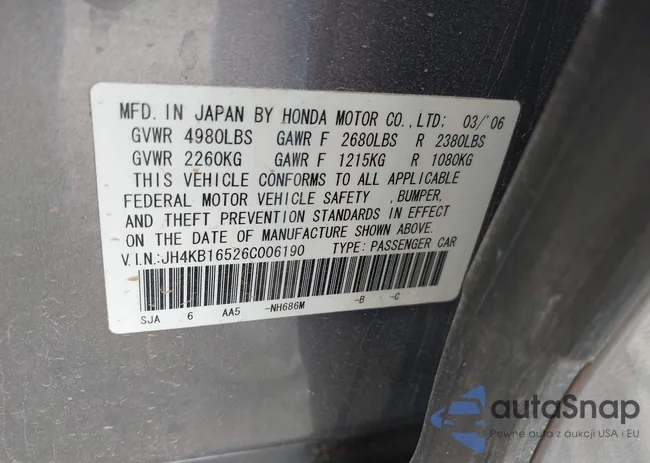 MFD. IN JAPAN BY HONDA MOTOR CO., LTD: 03/'06
GVWR 4980LBS GAWR F 2680LBS R 2380LBS
GVWR 2260KG GAWR F 1215KG R 1080KG
THIS VEHICLE CONFORMS TO ALL APPLICABLE
FEDERAL MOTOR VEHICLE SAFETY , BUMPER,
AND THEFT PREVENTION STANDARDS IN EFFECT
ON THE DATE OF MANUFACTURE SHOWN ABOVE.
V.I.N.:JH4KB16526C006190 TYPE: PASSENGER CAR
SJA 6 AA5 -NH686M -B -C
autoSnap
Pewne auto z aukcji USA i EU